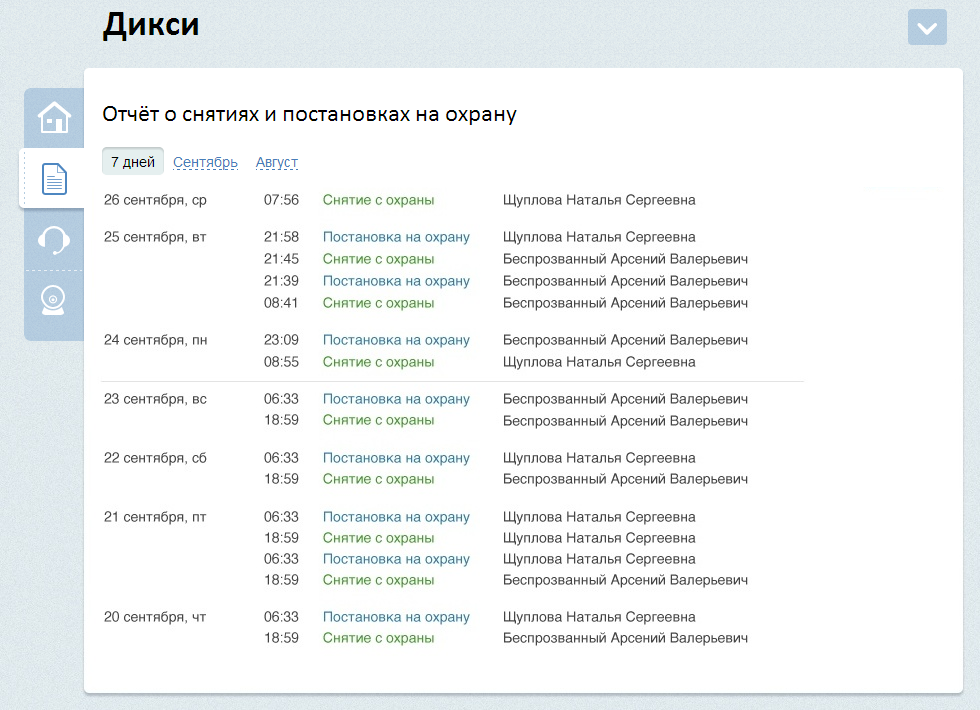 Дикси
Отчёт о снятиях и постановках на охрану
7 дней Сентябрь Август
26 сентября, ср 07:56 Снятие с охраны Щуплова Наталья Сергеевна
25 сентября, вт 21:58 Постановка на охрану Щуплова Наталья Сергеевна
21:45 Снятие с охраны Беспрозванный Арсений Валерьевич
21:39 Постановка на охрану Беспрозванный Арсений Валерьевич
08:41 Снятие с охраны Беспрозванный Арсений Валерьевич
24 сентября, пн 23:09 Постановка на охрану Беспрозванный Арсений Валерьевич
08:55 Снятие с охраны Щуплова Наталья Сергеевна
23 сентября, вс 06:33 Постановка на охрану Беспрозванный Арсений Валерьевич
18:59 Снятие с охраны Беспрозванный Арсений Валерьевич
22 сентября, сб 06:33 Постановка на охрану Щуплова Наталья Сергеевна
18:59 Снятие с охраны Беспрозванный Арсений Валерьевич
21 сентября, пт 06:33 Постановка на охрану Щуплова Наталья Сергеевна
18:59 Снятие с охраны Щуплова Наталья Сергеевна
06:33 Постановка на охрану Щуплова Наталья Сергеевна
18:59 Снятие с охраны Беспрозванный Арсений Валерьевич
20 сентября, чт 06:33 Постановка на охрану Щуплова Наталья Сергеевна
18:59 Снятие с охраны Беспрозванный Арсений Валерьевич